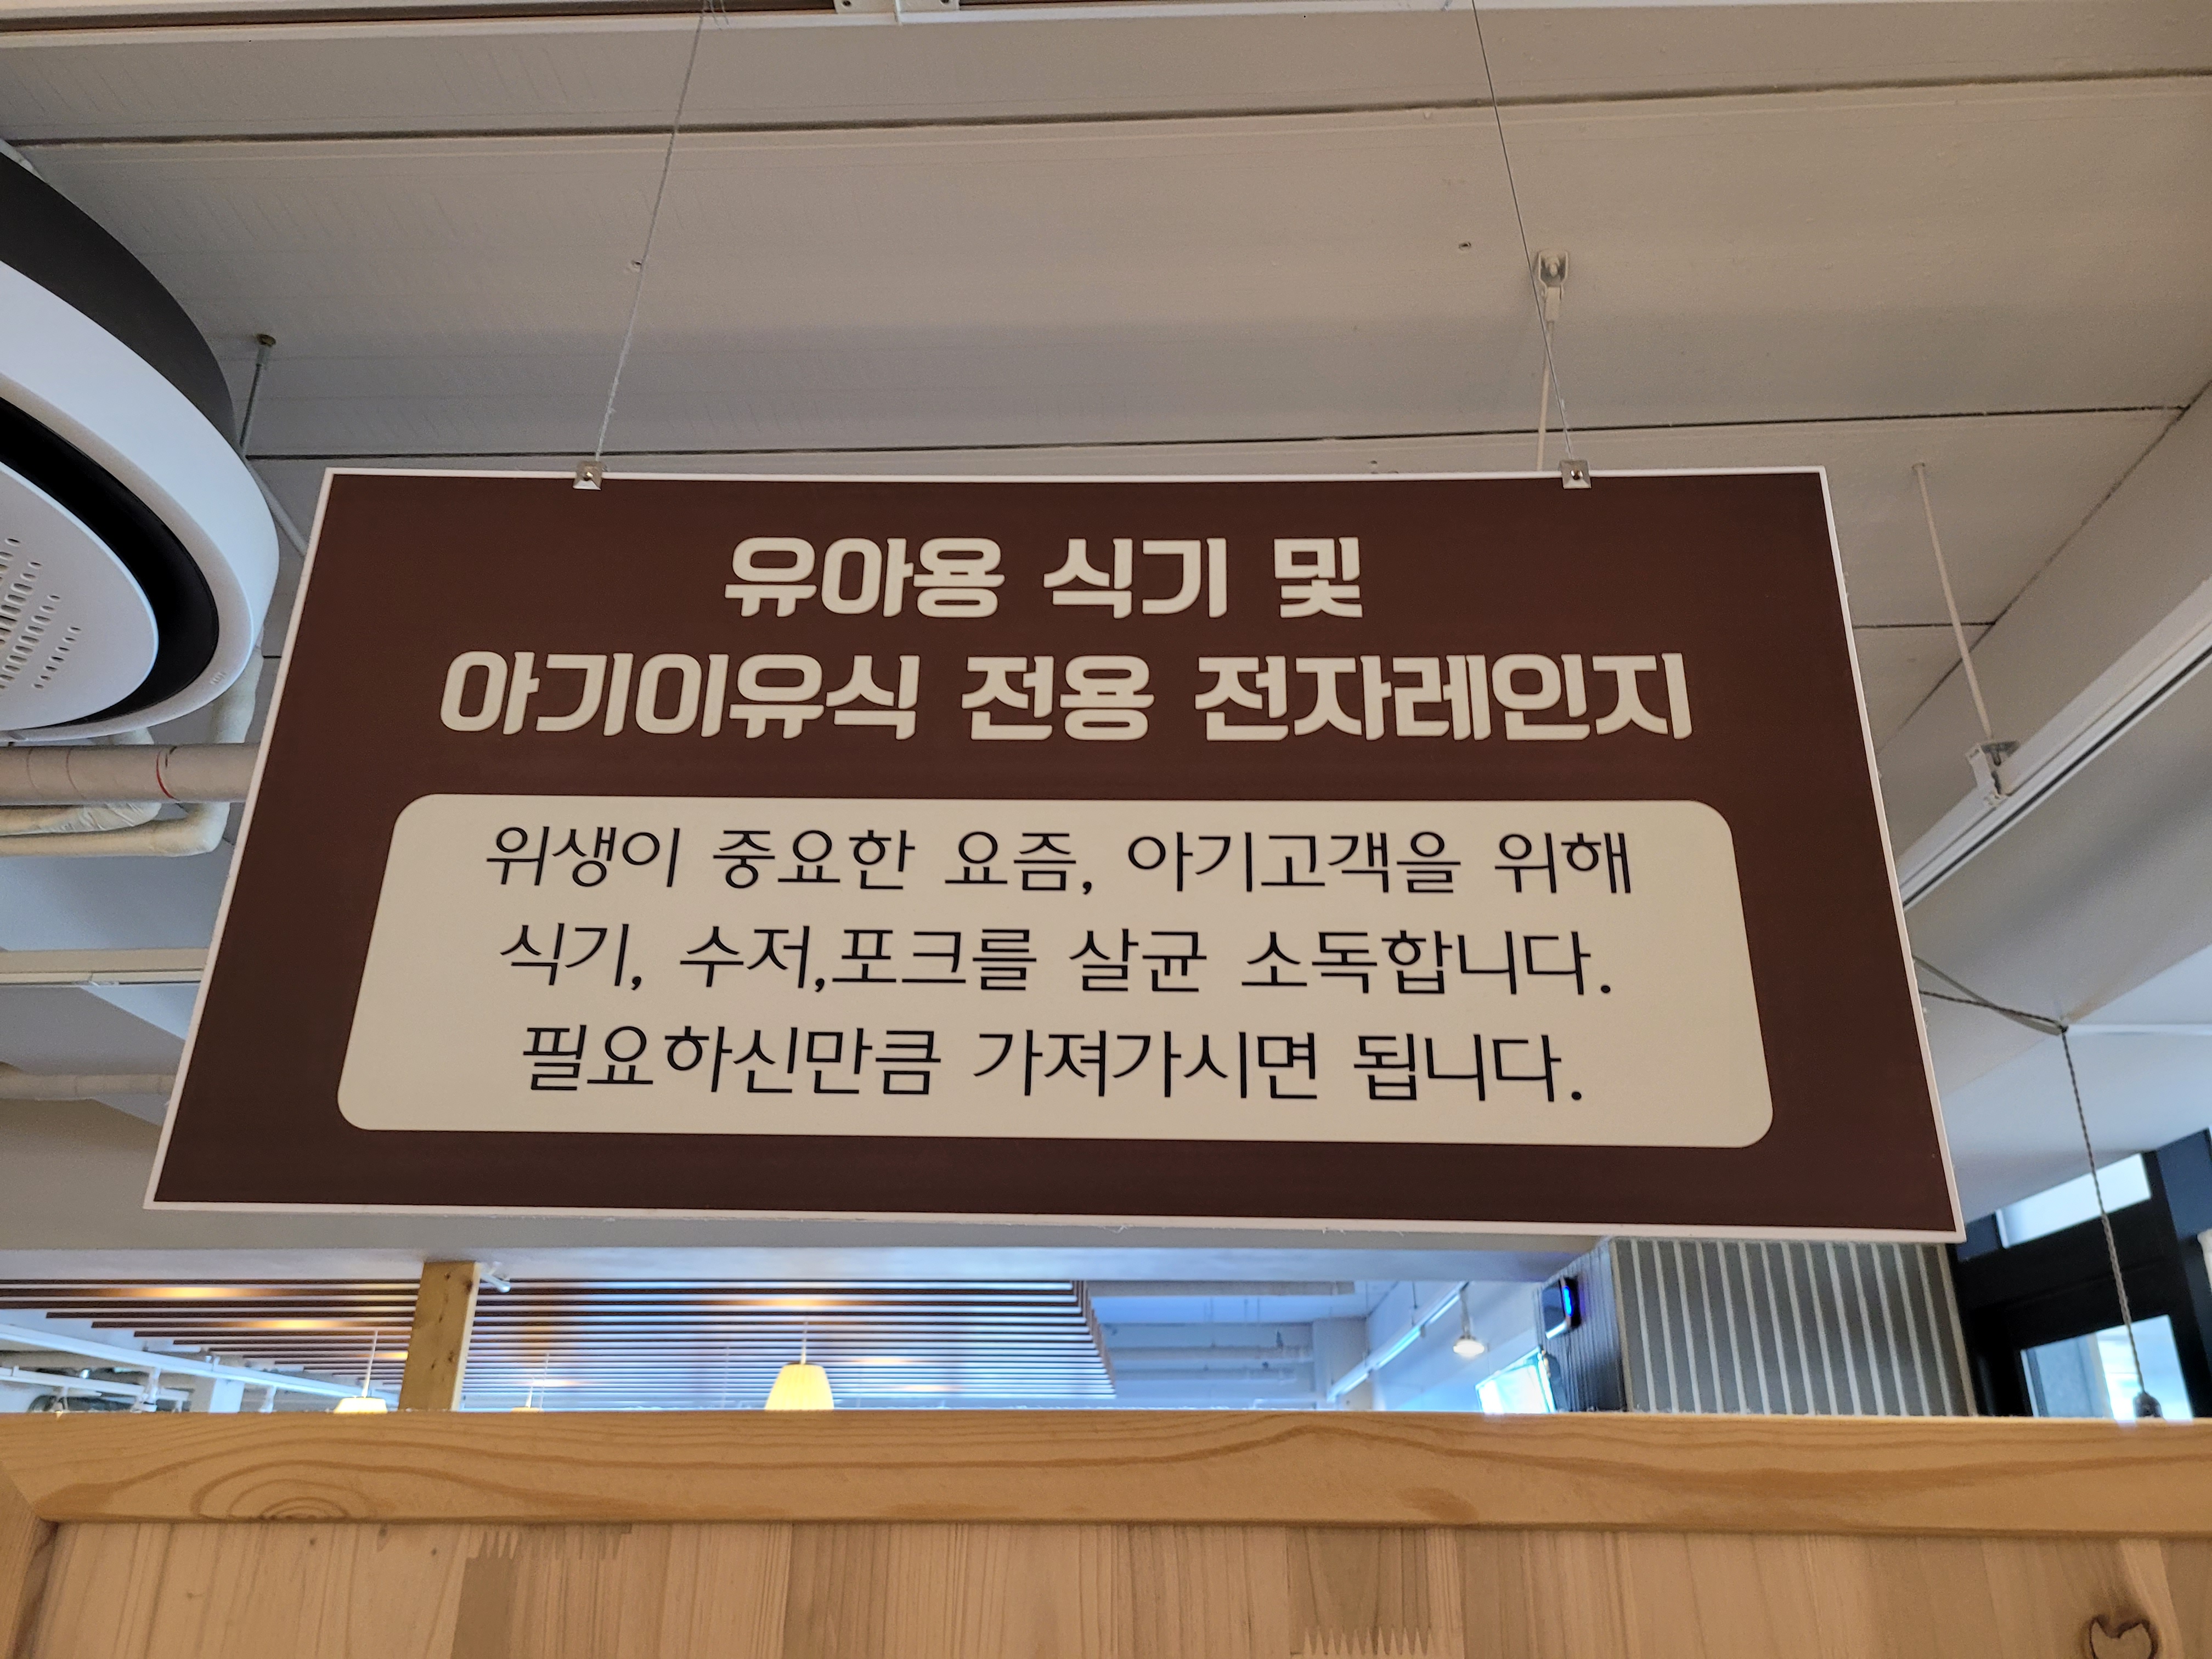 유아용 식기 및
아기이유식 전용 전자레인지
위생이 중요한 요즘, 아기고객을 위해
식기, 수저,포크를 살균 소독합니다.
필요하신만큼 가져가시면 됩니다.